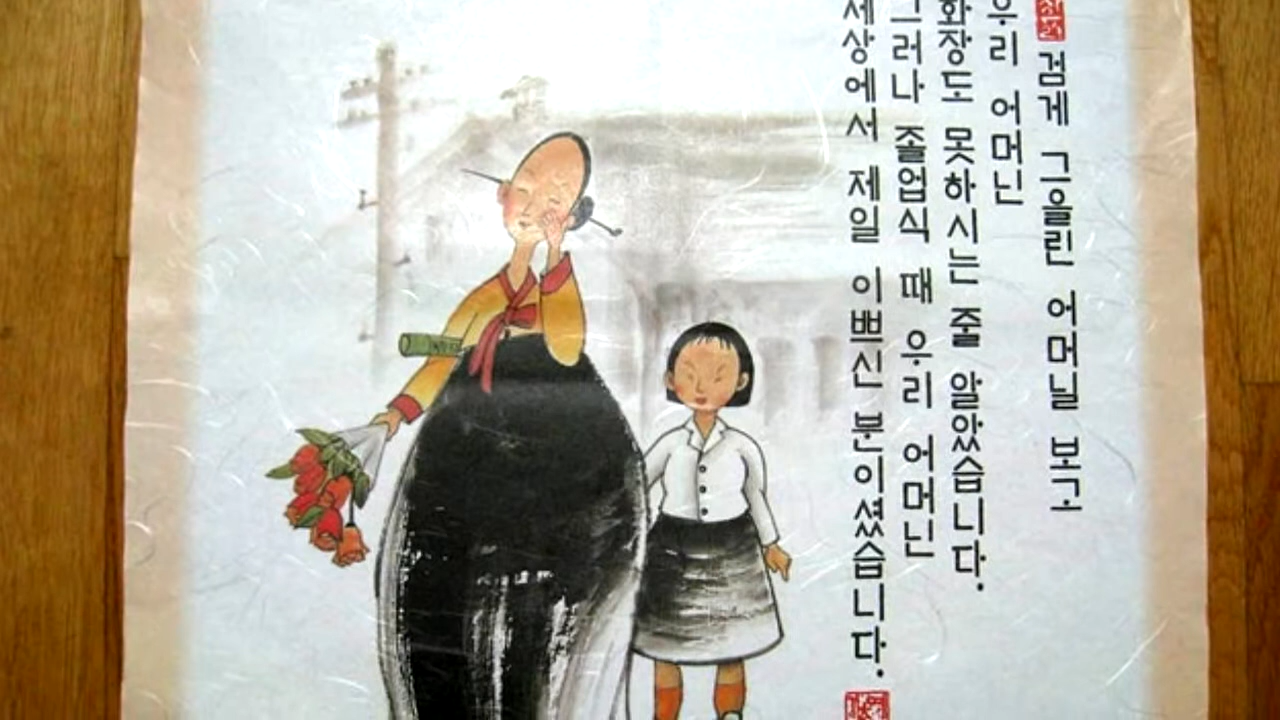 검게 그을린 어머닐 보고
우리 어머닌
화장도 못하시는 줄 알았습니다.
그러나 졸업식 때 우리 어머닌
세상에서 제일 이쁘신 분이셨습니다.